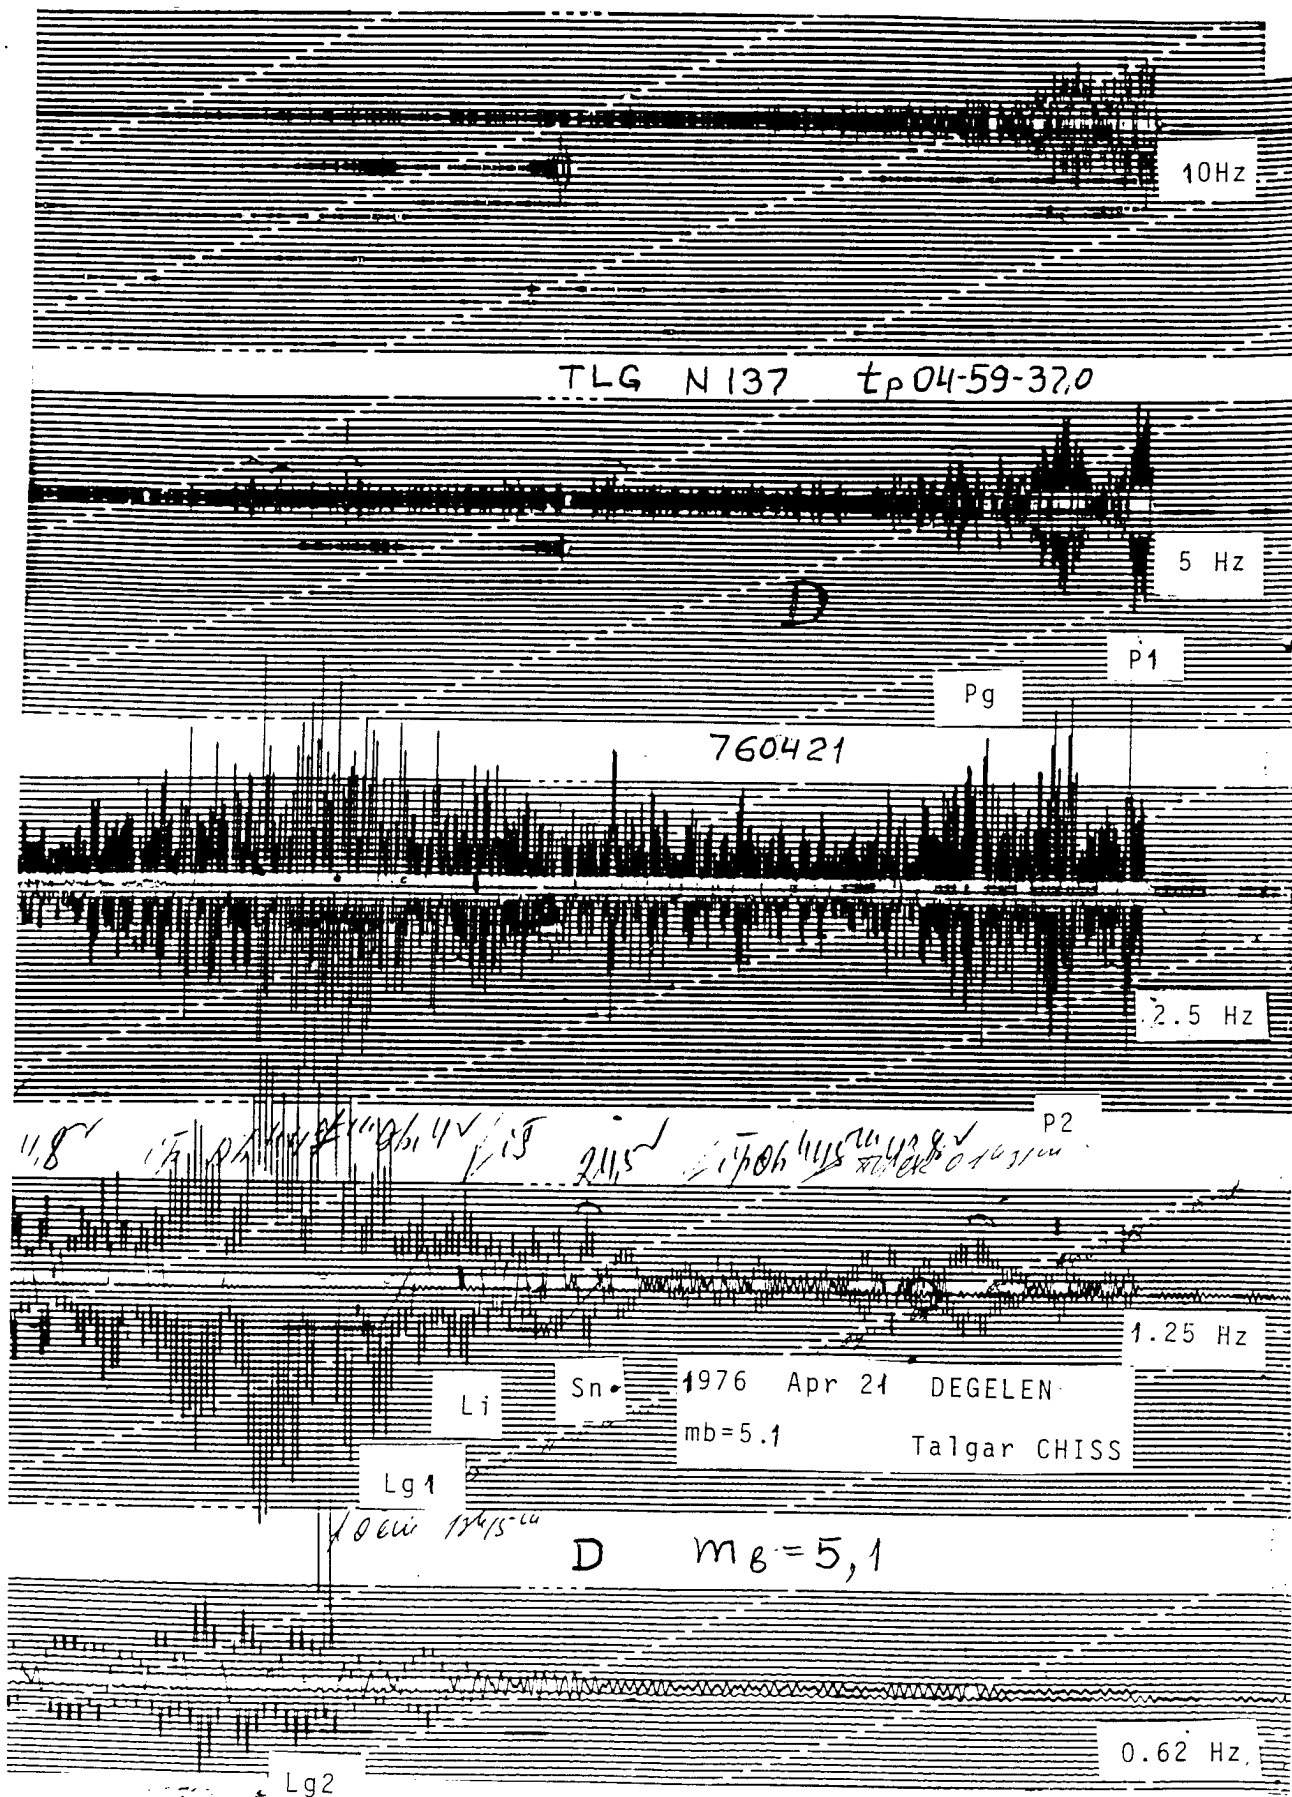 10Hz
TLG N 137 tp 04-59-37,0
5 Hz
D
P1
Pg
760421
2.5 Hz
P2
11,8
1.25 Hz
Sn
1976 Apr 21 DEGELEN
Li
mb=5.1
Talgar CHISS
Lg1
D mв=5,1
0.62 Hz
Lg2